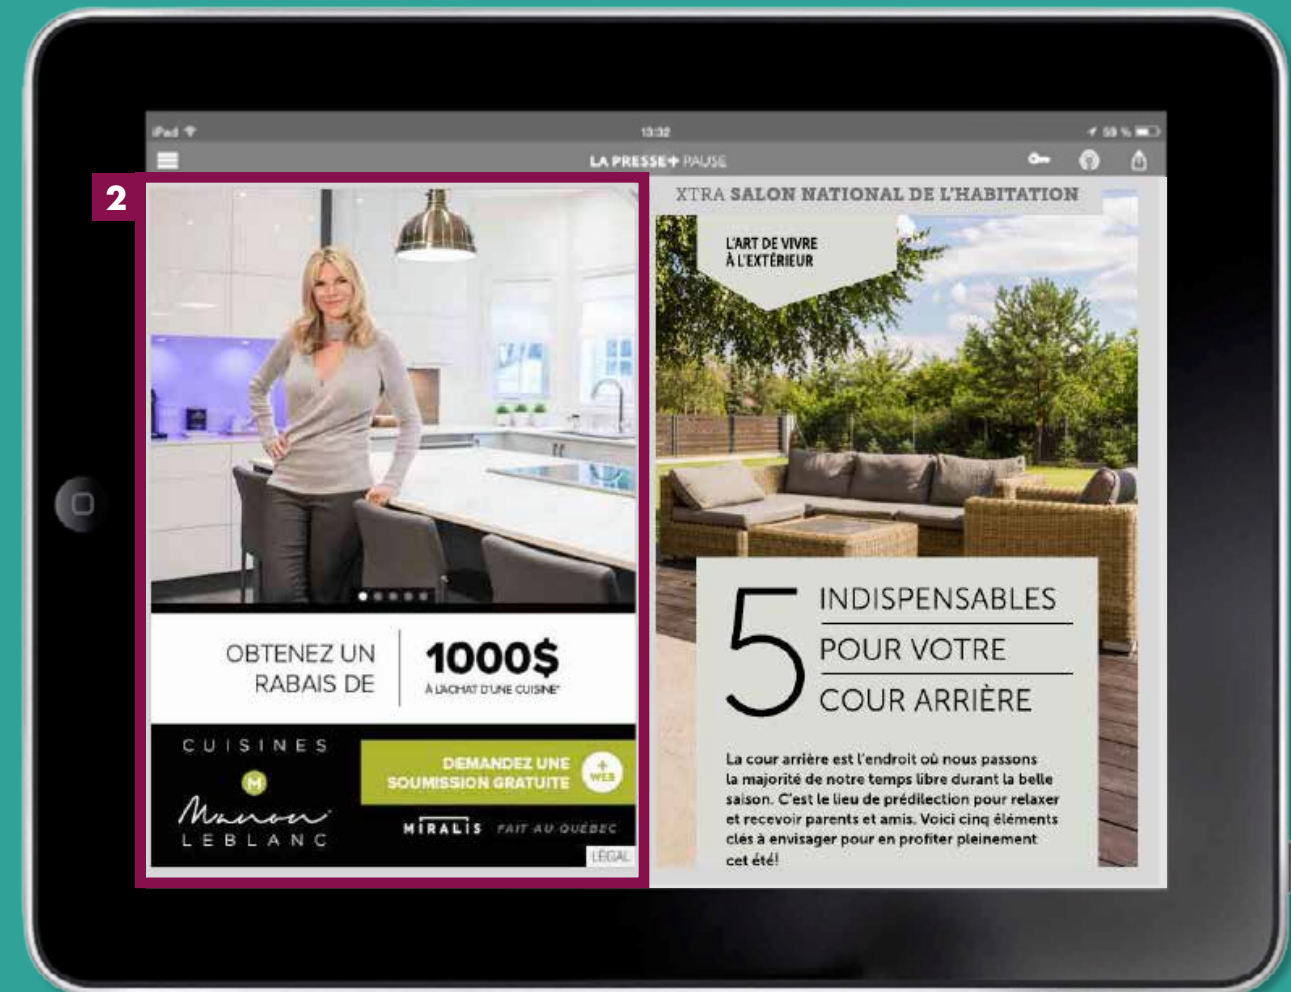 iPad
13:32
59 %
LA PRESSE+ PAUSE
2
XTRA SALON NATIONAL DE L'HABITATION
L'ART DE VIVRE
À L'EXTÉRIEUR
OBTENEZ UN
RABAIS DE
1000$
À L'ACHAT D'UNE CUISINE*
CUISINES
M
Manon
LEBLANC
DEMANDEZ UNE
SOUMISSION GRATUITE
+
WEB
MIRALIS FAIT AU QUÉBEC
LÉGAL
5 INDISPENSABLES
POUR VOTRE
COUR ARRIÈRE
La cour arrière est l'endroit où nous passons
la majorité de notre temps libre durant la belle
saison. C'est le lieu de prédilection pour relaxer
et recevoir parents et amis. Voici cinq éléments
clés à envisager pour en profiter pleinement
cet été!